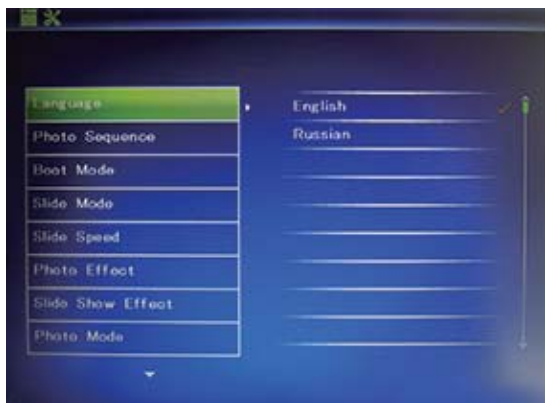 Language
English
Photo Sequence
Russian
Boot Mode
Slide Mode
Slide Speed
Photo Effect
Slide Show Effect
Photo Mode